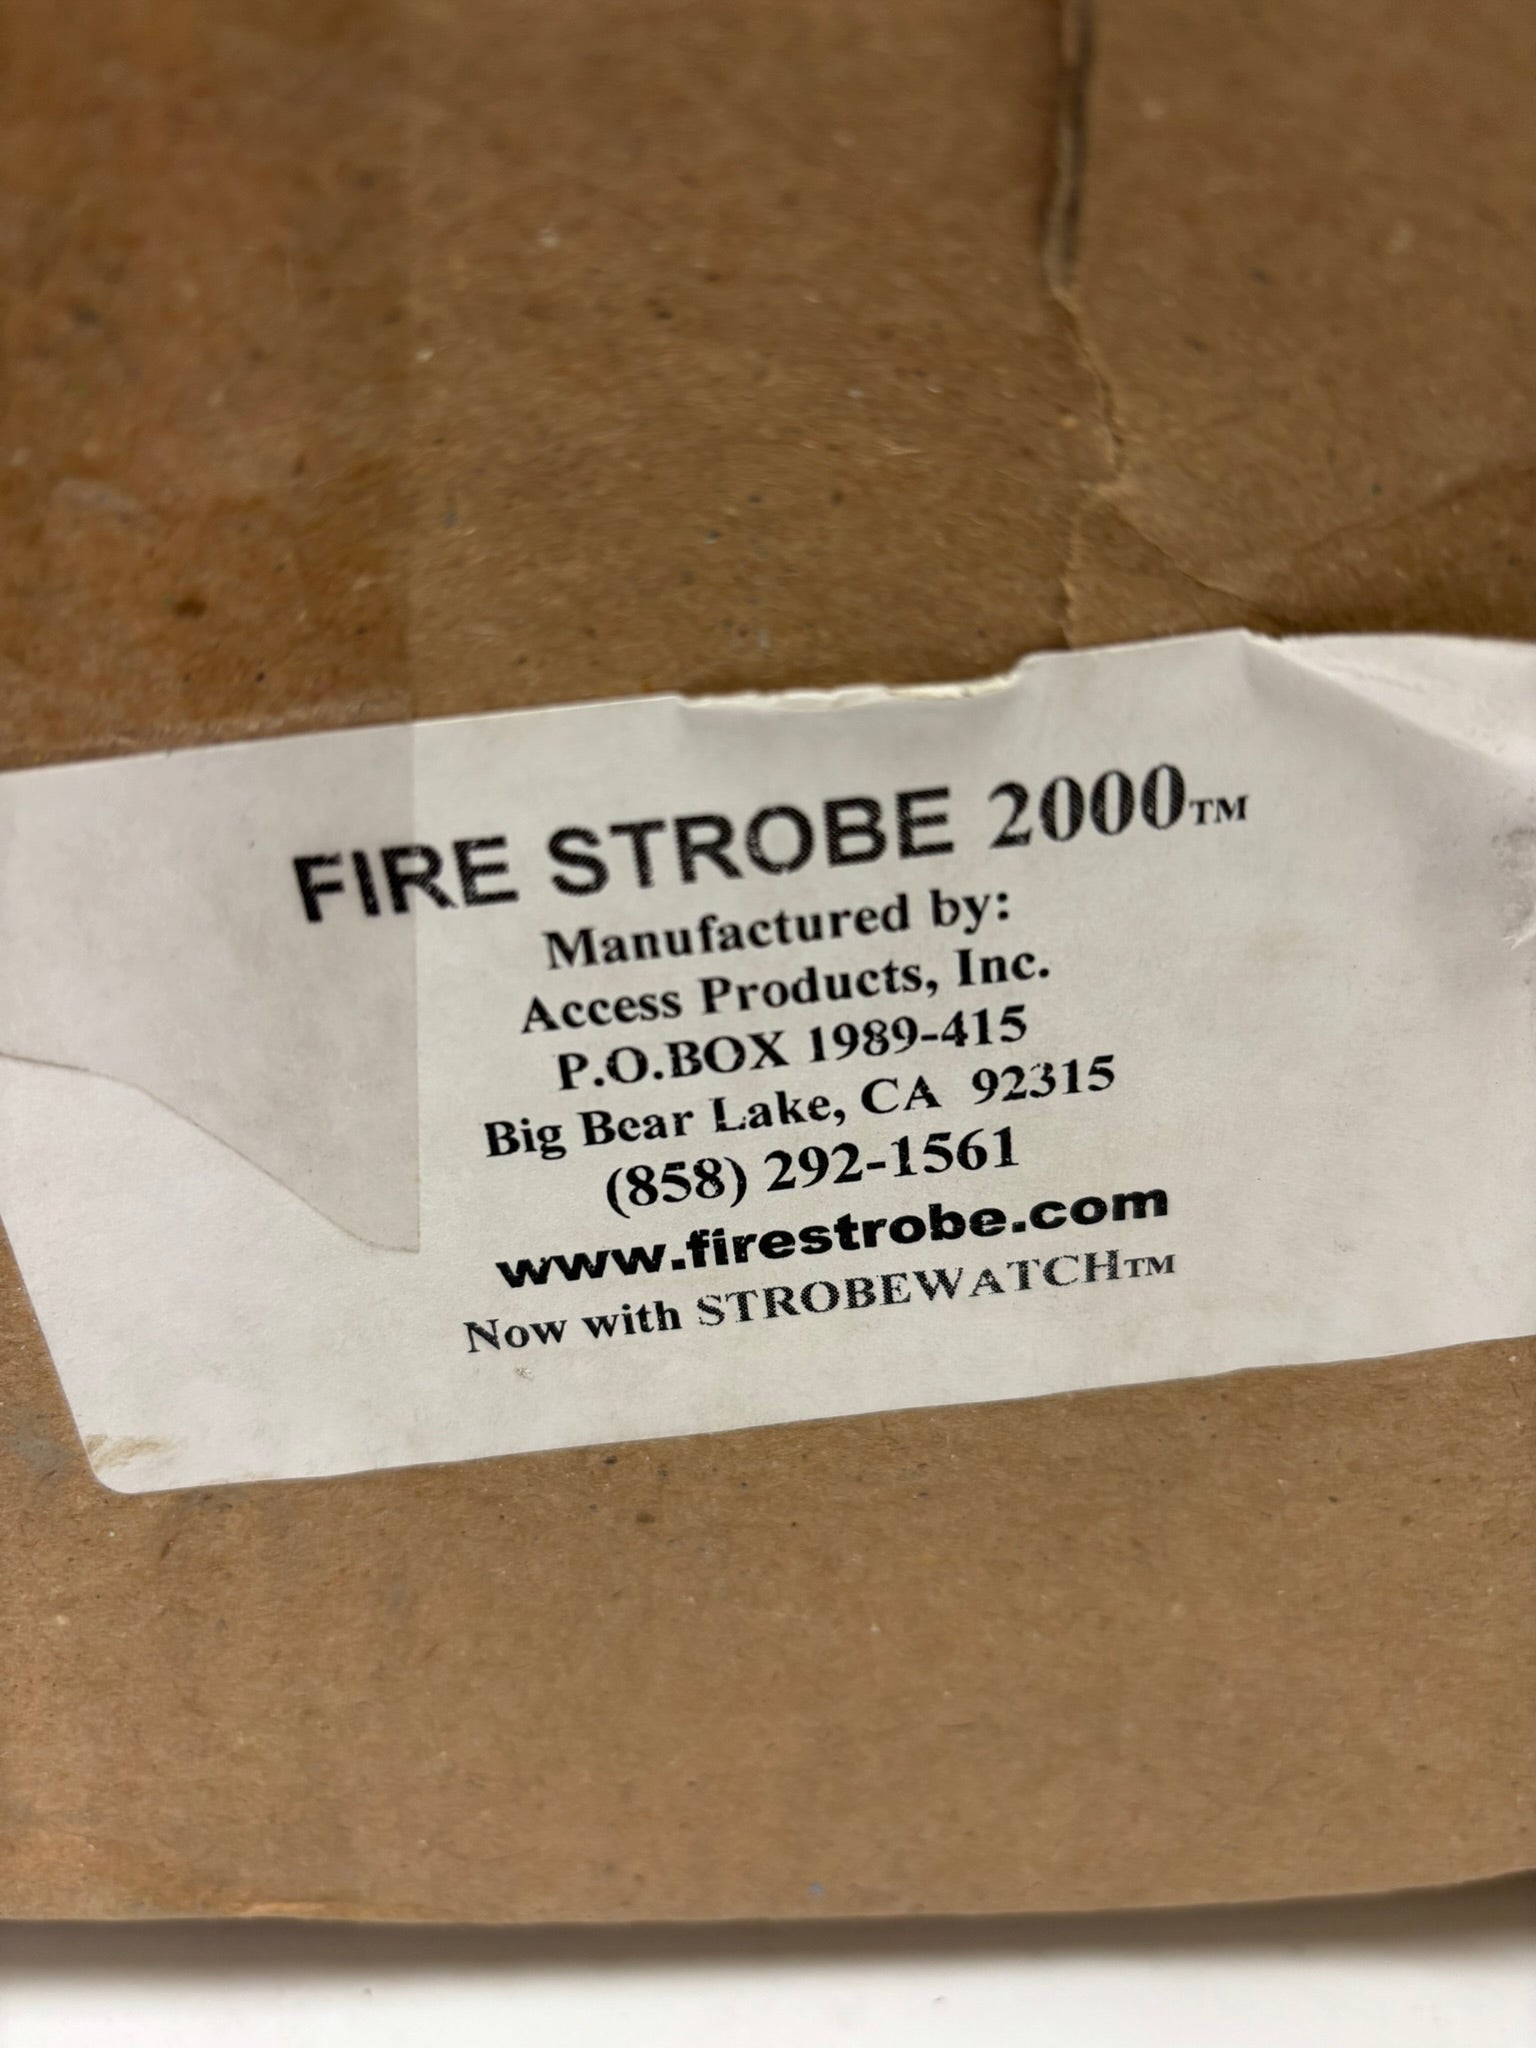 FIRE STROBE 2000™
Manufactured by:
Access Products, Inc.
P.O.BOX 1989-415
Big Bear Lake, CA 92315
(858) 292-1561
www.firestrobe.com
Now with STROBEWATCH™